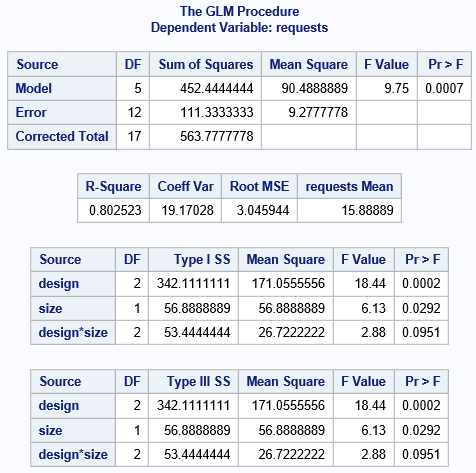 The GLM Procedure
Dependent Variable: requests
Source DF Sum of Squares Mean Square F Value Pr > F
Model 5 452.4444444 90.4888889 9.75 0.0007
Error 12 111.3333333 9.2777778
Corrected Total 17 563.7777778
R-Square Coeff Var Root MSE requests Mean
0.802523 19.17028 3.045944 15.88889
Source DF Type I SS Mean Square F Value Pr > F
design 2 342.1111111 171.0555556 18.44 0.0002
size 1 56.8888889 56.8888889 6.13 0.0292
design*size 2 53.4444444 26.7222222 2.88 0.0951
Source DF Type III SS Mean Square F Value Pr > F
design 2 342.1111111 171.0555556 18.44 0.0002
size 1 56.8888889 56.8888889 6.13 0.0292
design*size 2 53.4444444 26.7222222 2.88 0.0951